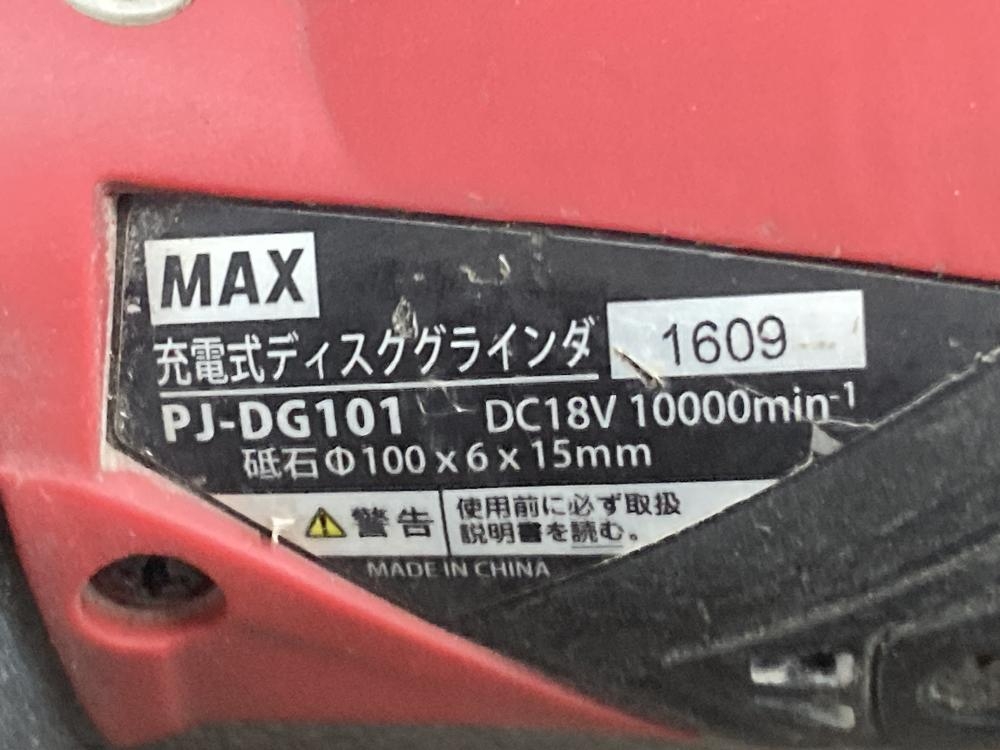 MAX
充電式ディスクグラインダ
1609
PJ-DG101 DC18V 10000min-1
砥石Φ100 x 6 x 15mm
警告
使用前に必ず取扱
説明書を読む。
MADE IN CHINA